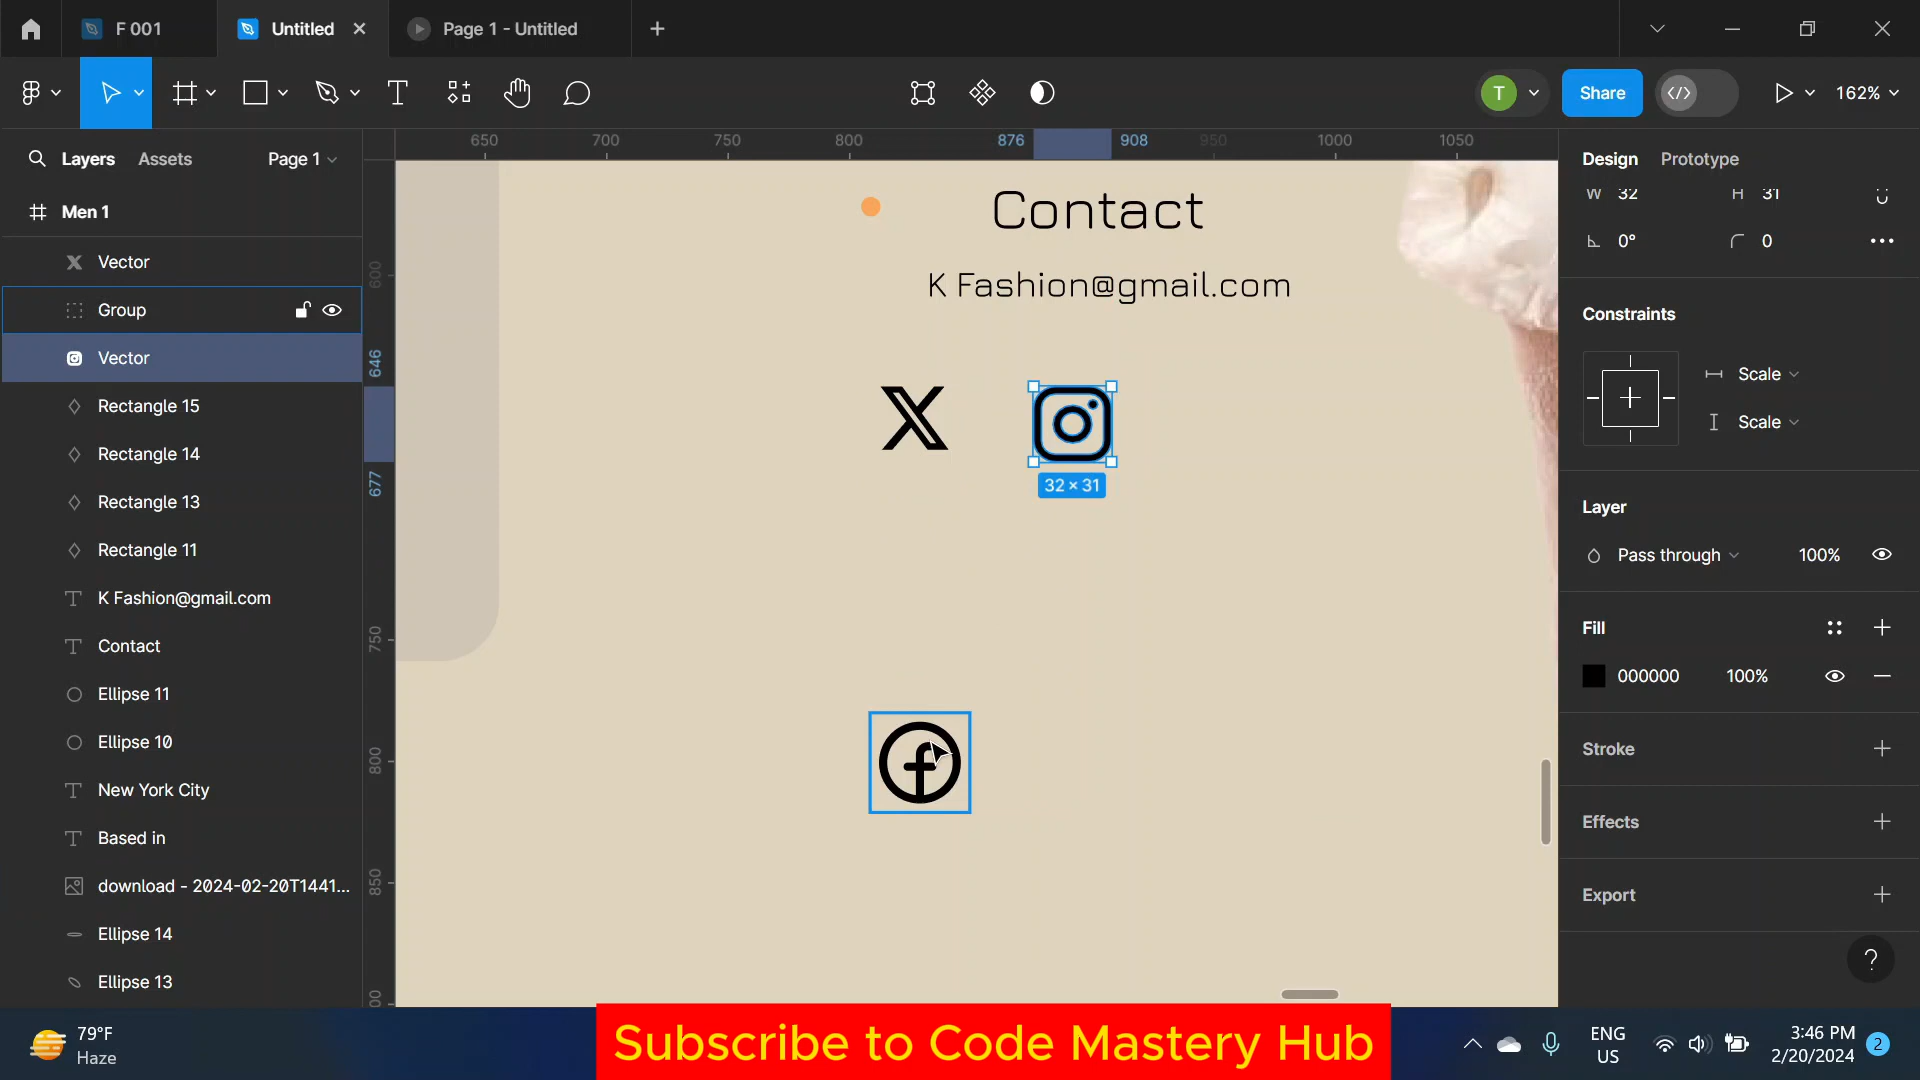 F 001
Untitled
Page 1 - Untitled
T
Share
162%
Layers
Assets
Page 1
650
700
750
800
876
908
950
1000
1050
Design
Prototype
W 32
H 31
0°
0
Men 1
Vector
Group
Vector
Rectangle 15
Rectangle 14
Rectangle 13
Rectangle 11
K Fashion@gmail.com
Contact
Ellipse 11
Ellipse 10
New York City
Based in
download - 2024-02-20T1441...
Ellipse 14
Ellipse 13
600
646
677
750
800
850
00
Contact
K Fashion@gmail.com
32 × 31
Constraints
Scale
Scale
Layer
Pass through
100%
Fill
000000
100%
Stroke
Effects
Export
?
79°F
Haze
Subscribe to Code Mastery Hub
ENG
US
3:46 PM
2/20/2024
2